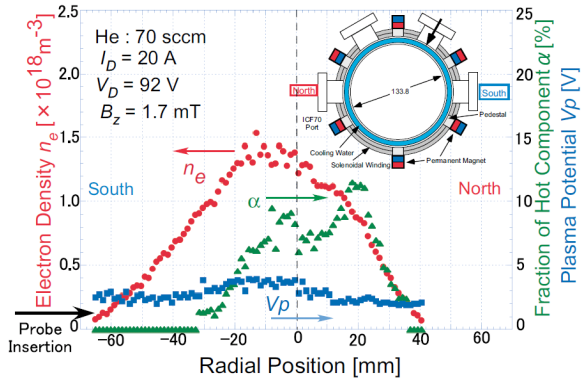 He : 70 sccm
I_D = 20 A
V_D = 92 V
B_z = 1.7 mT
Electron Density n_e [×10^18 m^-3]
2.5
2.0
1.5
1.0
0.5
0
25
20
15
10
5
0
Fraction of Hot Component α [%]
Plasma Potential Vp [V]
North
South
133.8
ICF70
Port
Pedestal
Cooling Water
Solenoidal Winding
Permanent Magnet
n_e
α
Vp
South
North
Probe
Insertion
−60
−40
−20
0
20
40
60
Radial Position [mm]